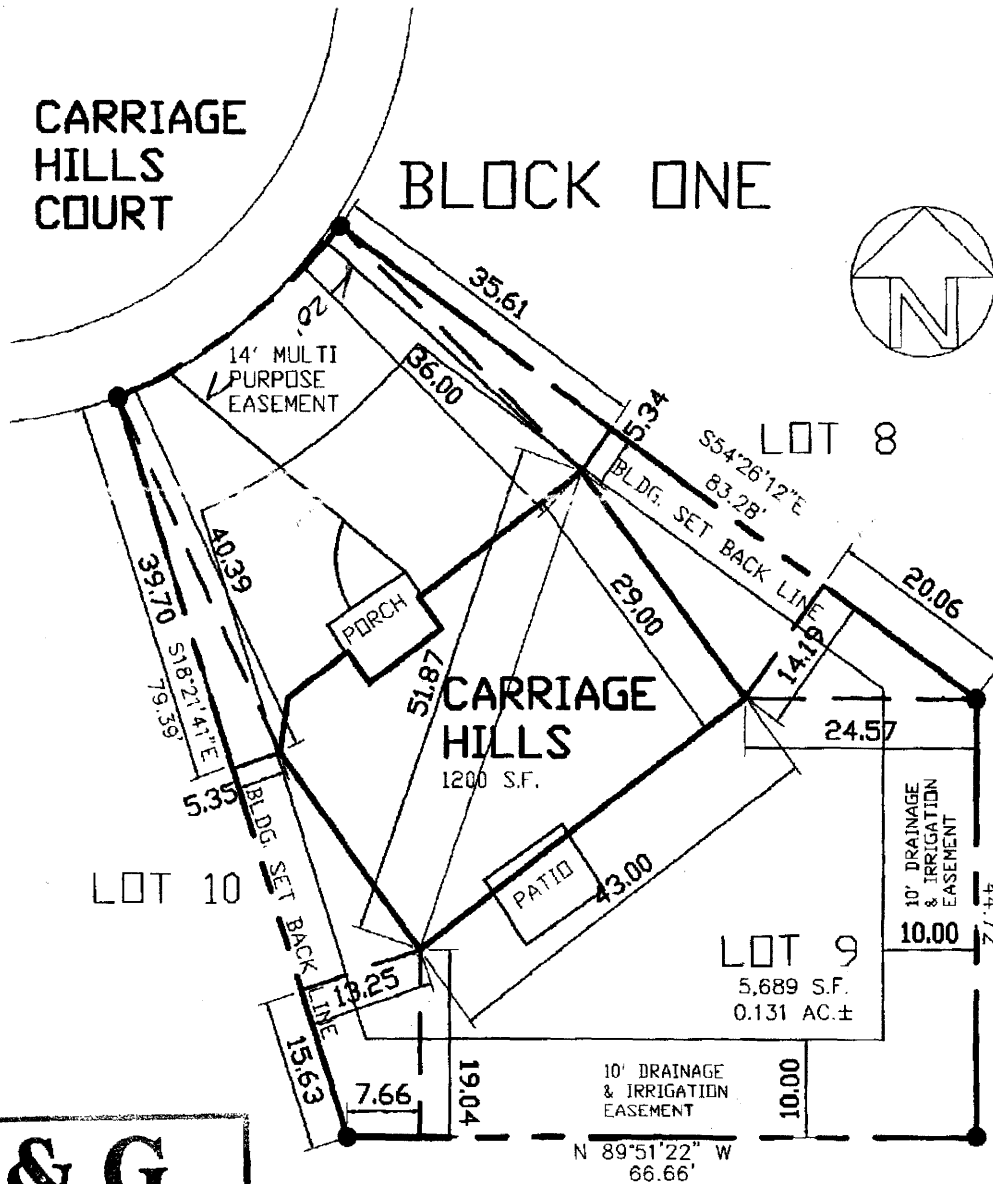 CARRIAGE
HILLS
COURT
BLOCK ONE
N
35.61
20'
14' MULTI
PURPOSE
EASEMENT
36.00
5.34
LOT 8
S54°26'12"E
83.28'
BLDG. SET BACK LINE
20.06
39.70
40.39
S18°21'41"E
79.39'
PORCH
29.00
14.19
51.87
CARRIAGE
HILLS
1200 S.F.
24.57
5.35
BLDG. SET BACK
LINE
10' DRAINAGE
& IRRIGATION
EASEMENT
44.72
LOT 10
PATIO
43.00
10.00
LOT 9
5,689 S.F.
0.131 AC.±
13.25
15.63
7.66
19.04
10' DRAINAGE
& IRRIGATION
EASEMENT
10.00
N 89°51'22" W
66.66'
& G